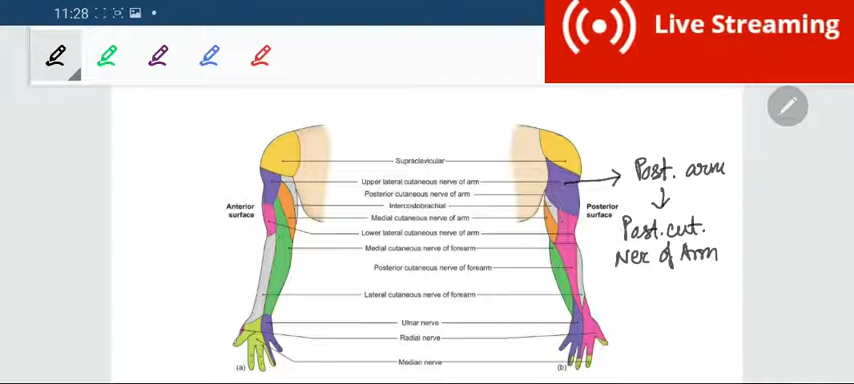 11:28
Live Streaming
Supraclavicular
Upper lateral cutaneous nerve of arm
Posterior cutaneous nerve of arm
Intercostobrachial
Medial cutaneous nerve of arm
Lower lateral cutaneous nerve of arm
Medial cutaneous nerve of forearm
Posterior cutaneous nerve of forearm
Lateral cutaneous nerve of forearm
Ulnar nerve
Radial nerve
Median nerve
Anterior
surface
Posterior
surface
(a)
(b)
Post. arm
Post. cut.
of Arm